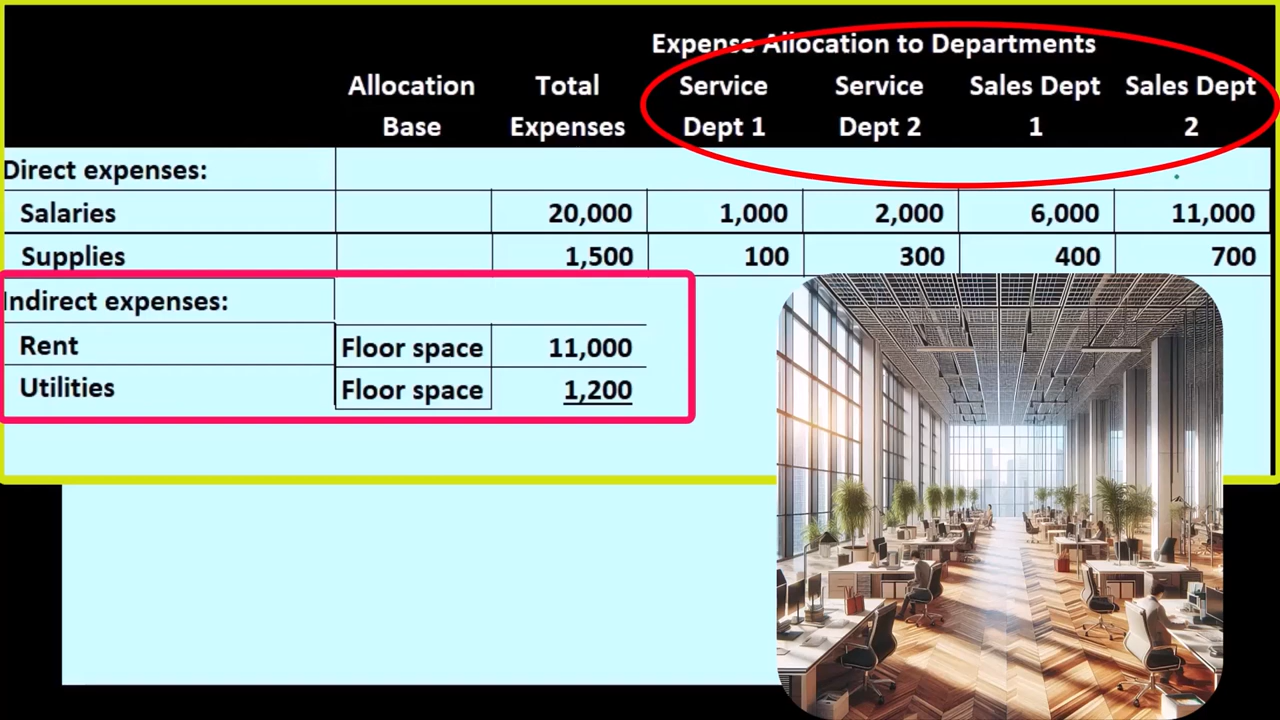 Expense Allocation to Departments
Allocation Total Service Service Sales Dept Sales Dept
Base Expenses Dept 1 Dept 2 1 2
Direct expenses:
Salaries 20,000 1,000 2,000 6,000 11,000
Supplies 1,500 100 300 400 700
Indirect expenses:
Rent Floor space 11,000
Utilities Floor space 1,200